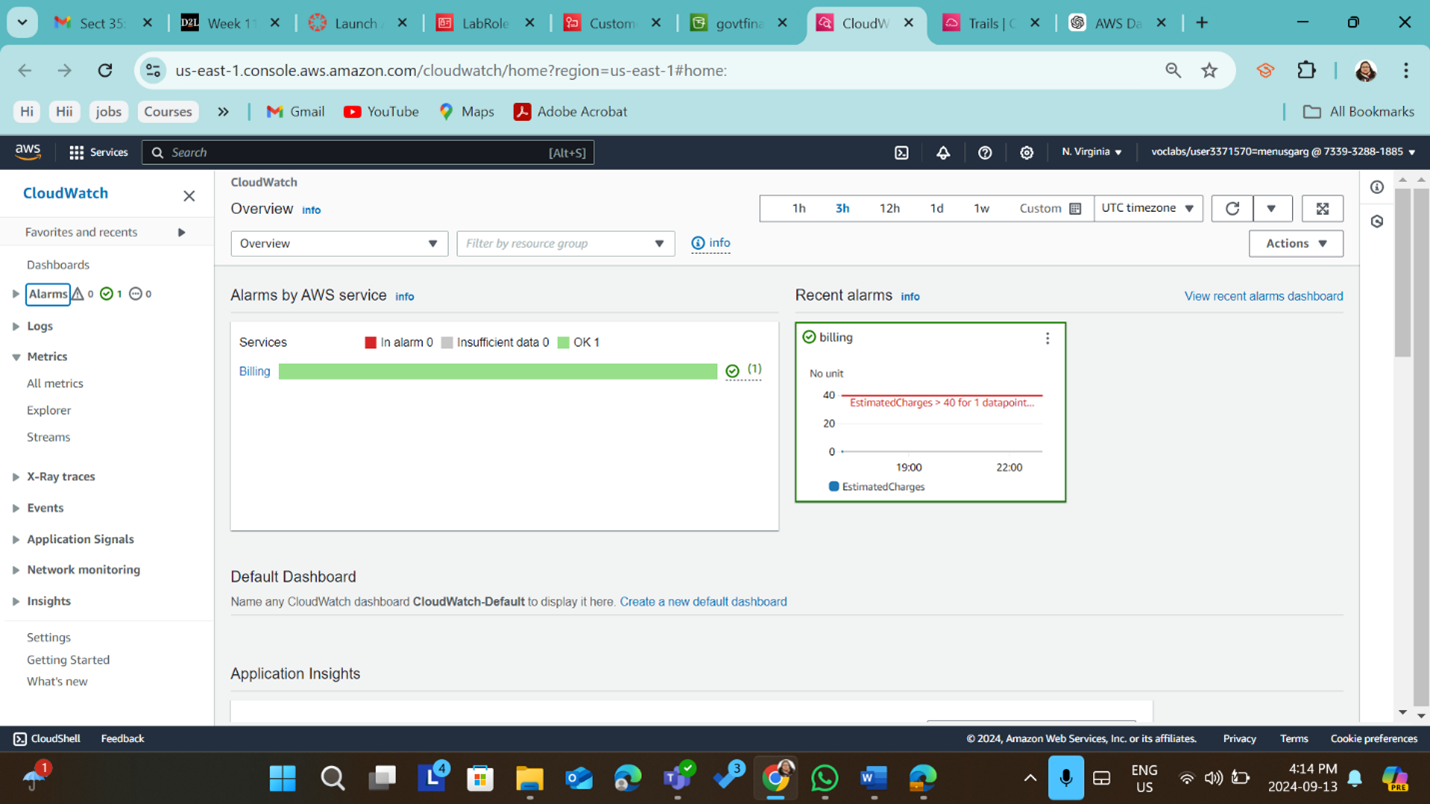 Sect 35
Week 11
Launch
LabRole
Custom
govtfina
CloudW
Trails | C
AWS Da
us-east-1.console.aws.amazon.com/cloudwatch/home?region=us-east-1#home:
Hi
Hii
jobs
Courses
Gmail
YouTube
Maps
Adobe Acrobat
All Bookmarks
aws
Services
Search
[Alt+S]
N. Virginia
voclabs/user3371570=menusgarg @ 7339-3288-1885
CloudWatch
Favorites and recents
Dashboards
Alarms 0 1 0
Logs
Metrics
All metrics
Explorer
Streams
X-Ray traces
Events
Application Signals
Network monitoring
Insights
Settings
Getting Started
What's new
CloudWatch
Overview info
1h 3h 12h 1d 1w Custom UTC timezone
Overview
Filter by resource group
info
Actions
Alarms by AWS service info
Services In alarm 0 Insufficient data 0 OK 1
Billing (1)
Recent alarms info
View recent alarms dashboard
billing
No unit
40
EstimatedCharges > 40 for 1 datapoint...
20
0
19:00 22:00
EstimatedCharges
Default Dashboard
Name any CloudWatch dashboard CloudWatch-Default to display it here. Create a new default dashboard
Application Insights
CloudShell Feedback
© 2024, Amazon Web Services, Inc. or its affiliates. Privacy Terms Cookie preferences
1
L
4
3
PRE
ENG
US
4:14 PM
2024-09-13